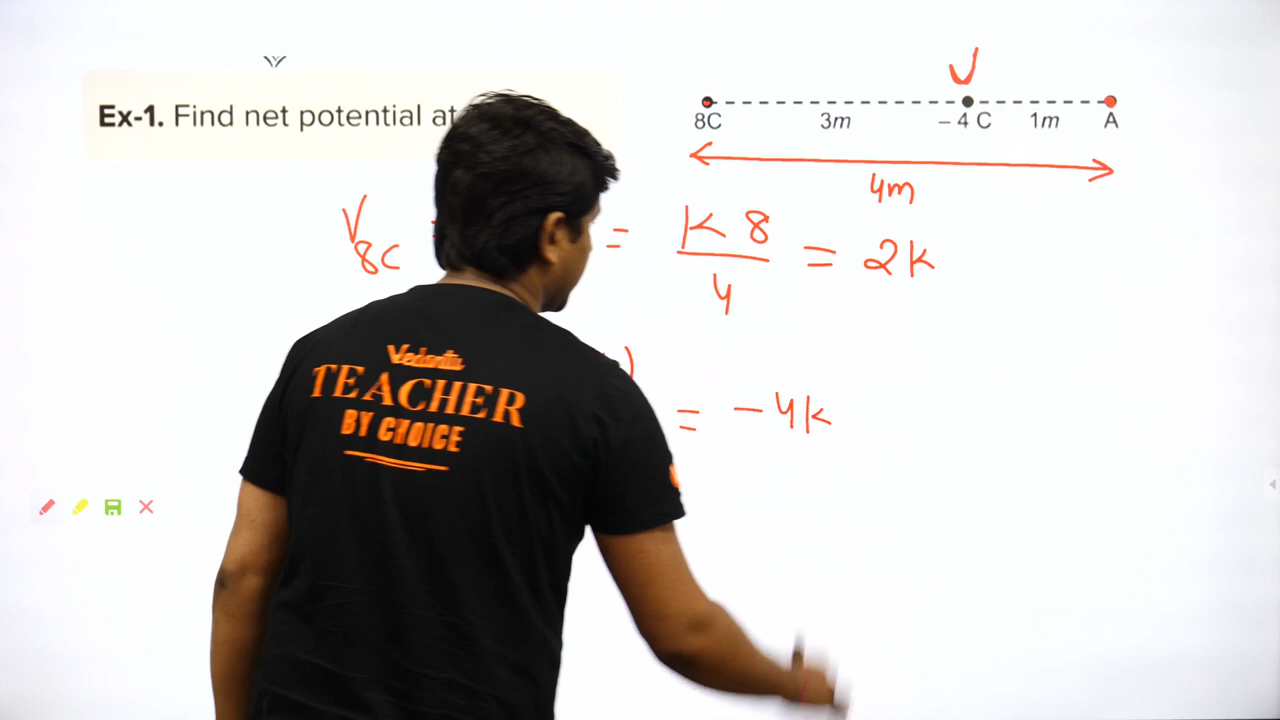 Ex-1. Find net potential at
8C 3m – 4 C 1m A
4m
V8C = K 8 / 4 = 2K
) = – 4K
Vedantu
TEACHER
BY CHOICE